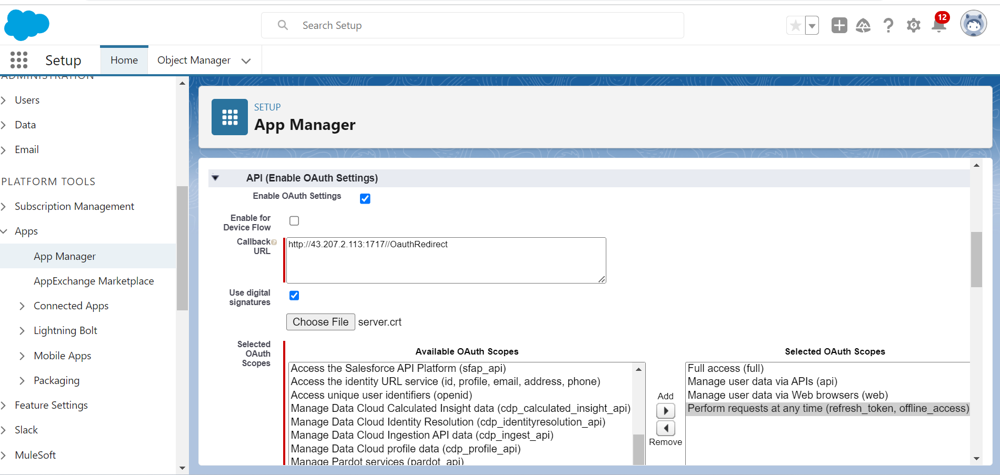 Search Setup
12
Setup
Home
Object Manager
ADMINISTRATION
Users
Data
Email
PLATFORM TOOLS
Subscription Management
Apps
App Manager
AppExchange Marketplace
Connected Apps
Lightning Bolt
Mobile Apps
Packaging
Feature Settings
Slack
MuleSoft
SETUP
App Manager
API (Enable OAuth Settings)
Enable OAuth Settings
Enable for
Device Flow
Callback
URL
http://43.207.2.113:1717//OauthRedirect
Use digital
signatures
Choose File server.crt
Selected
OAuth
Scopes
Available OAuth Scopes
Access the Salesforce API Platform (sfap_api)
Access the identity URL service (id, profile, email, address, phone)
Access unique user identifiers (openid)
Manage Data Cloud Calculated Insight data (cdp_calculated_insight_api)
Manage Data Cloud Identity Resolution (cdp_identityresolution_api)
Manage Data Cloud Ingestion API data (cdp_ingest_api)
Manage Data Cloud profile data (cdp_profile_api)
Manage Pardot services (pardot_api)
Add
Remove
Selected OAuth Scopes
Full access (full)
Manage user data via APIs (api)
Manage user data via Web browsers (web)
Perform requests at any time (refresh_token, offline_access)